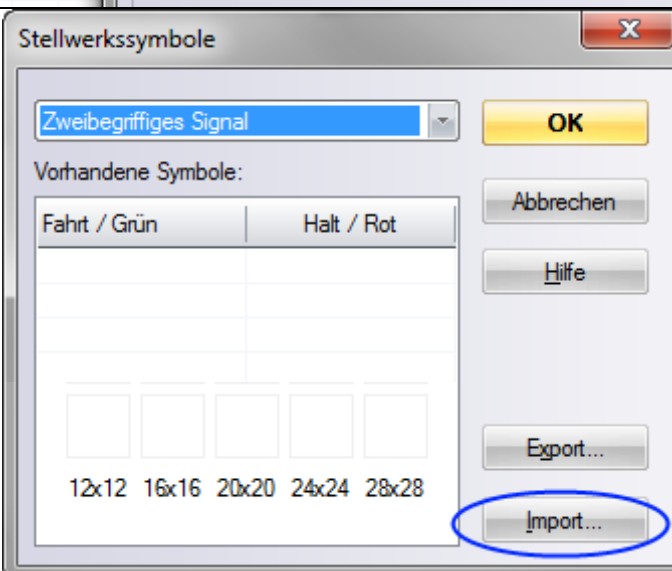 Stellwerkssymbole
Zweibegriffiges Signal
OK
Vorhandene Symbole:
Abbrechen
Fahrt / Grün Halt / Rot
Hilfe
Export...
12x12 16x16 20x20 24x24 28x28
Import...